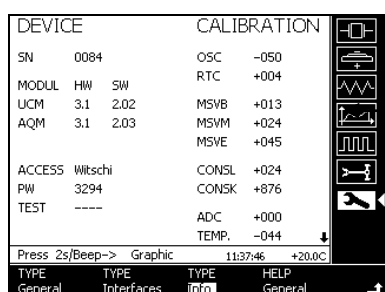 DEVICE CALIBRATION
SN 0084 OSC -050
RTC +004
MODUL HW SW
UCM 3.1 2.02 MSVB +013
AQM 3.1 2.03 MSVM +024
MSVE +045
ACCESS Witschi CONSL +024
PW 3294 CONSK +876
TEST ----
ADC +000
TEMP. -044
Press 2s/Beep-> Graphic 11:37:46 +20.0C
TYPE TYPE TYPE HELP
General Interfaces Info General